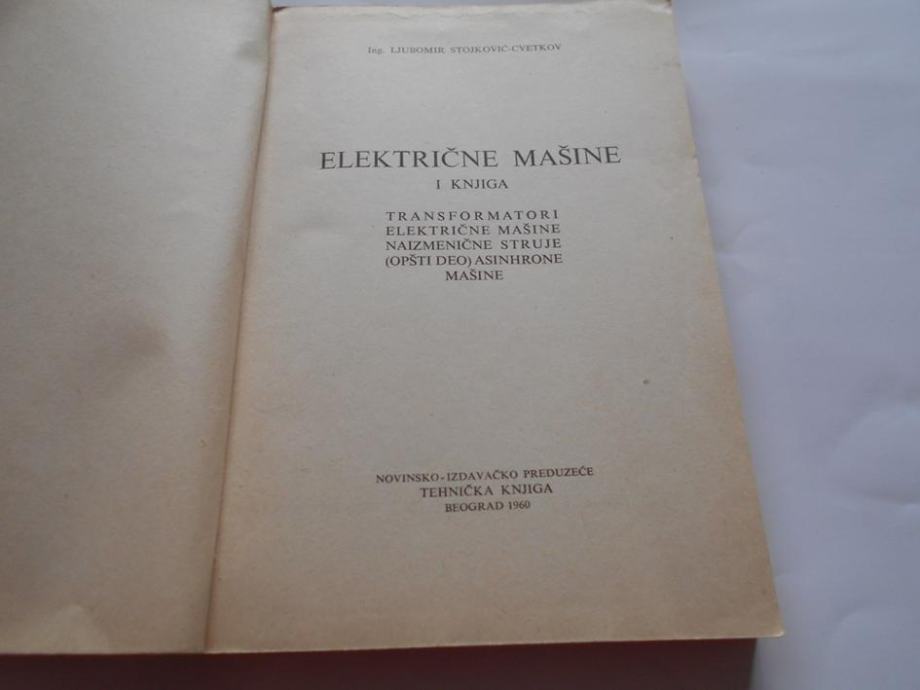 Ing. LJUBOMIR STOJKOVIĆ-CVETKOV
ELEKTRIČNE MAŠINE
I KNJIGA
TRANSFORMATORI
ELEKTRIČNE MAŠINE
NAIZMENIČNE STRUJE
(OPŠTI DEO) ASINHRONE
MAŠINE
NOVINSKO-IZDAVAČKO PREDUZEĆE
TEHNIČKA KNJIGA
BEOGRAD 1960